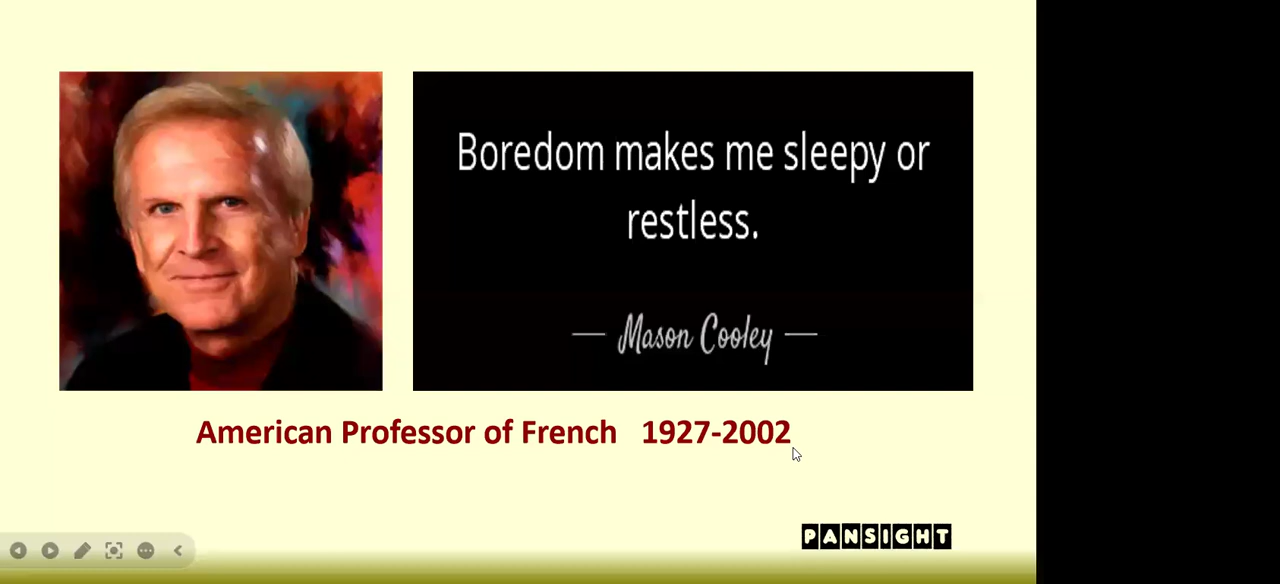 Boredom makes me sleepy or
restless.
— Mason Cooley —
American Professor of French 1927-2002
PANSIGHT